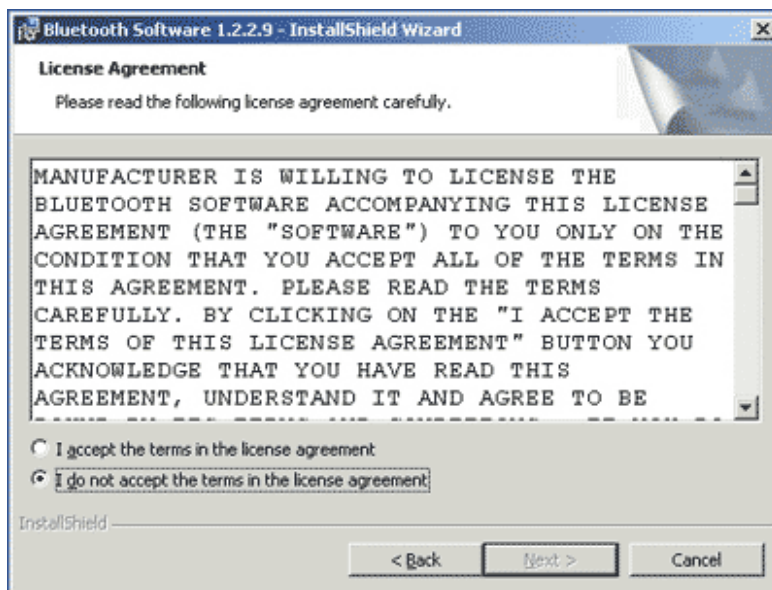 Bluetooth Software 1.2.2.9 - InstallShield Wizard
License Agreement
Please read the following license agreement carefully.
MANUFACTURER IS WILLING TO LICENSE THE
BLUETOOTH SOFTWARE ACCOMPANYING THIS LICENSE
AGREEMENT (THE "SOFTWARE") TO YOU ONLY ON THE
CONDITION THAT YOU ACCEPT ALL OF THE TERMS IN
THIS AGREEMENT. PLEASE READ THE TERMS
CAREFULLY. BY CLICKING ON THE "I ACCEPT THE
TERMS OF THIS LICENSE AGREEMENT" BUTTON YOU
ACKNOWLEDGE THAT YOU HAVE READ THIS
AGREEMENT, UNDERSTAND IT AND AGREE TO BE
I accept the terms in the license agreement
I do not accept the terms in the license agreement
InstallShield
< Back Next > Cancel